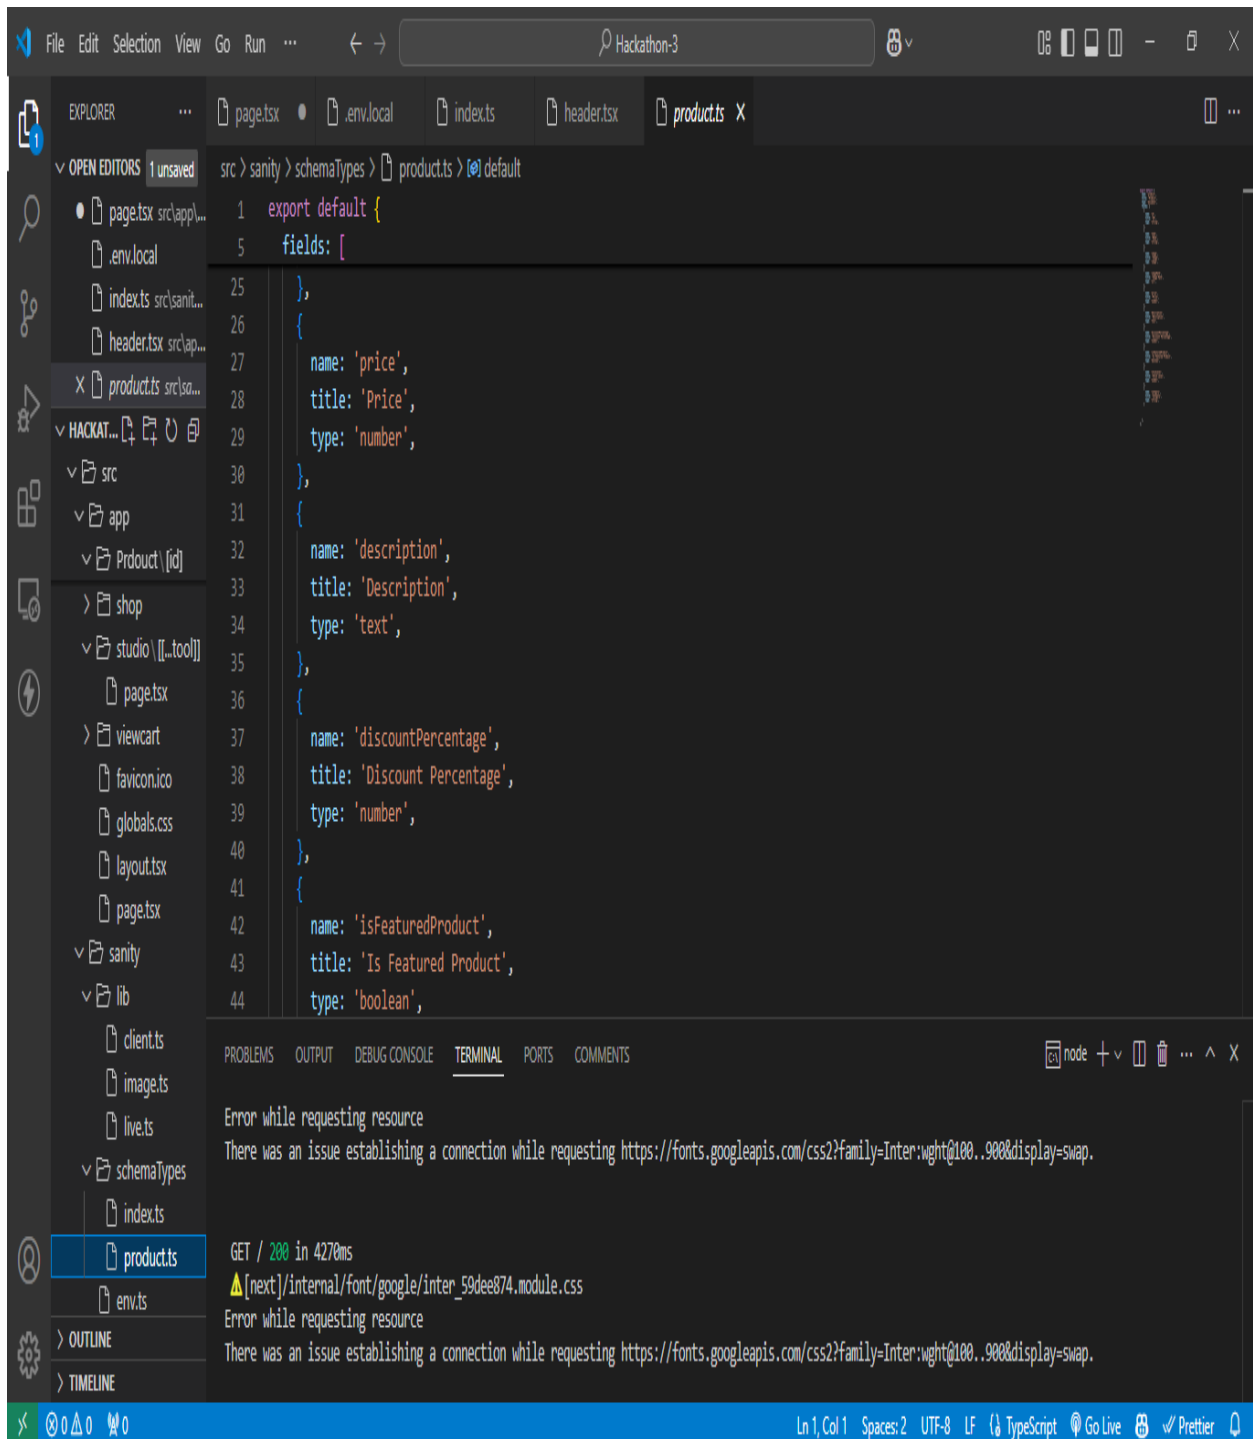 File Edit Selection View Go Run ···
Hackathon-3
EXPLORER ···
OPEN EDITORS 1 unsaved
page.tsx src\app\...
.env.local
index.ts src\sanit...
header.tsx src\ap...
product.ts src\sa...
HACKAT...
src
app
Prdouct \ [id]
shop
studio \ [[...tool]]
page.tsx
viewcart
favicon.ico
globals.css
layout.tsx
page.tsx
sanity
lib
client.ts
image.ts
live.ts
schemaTypes
index.ts
product.ts
env.ts
OUTLINE
TIMELINE
page.tsx .env.local index.ts header.tsx product.ts
src > sanity > schemaTypes > product.ts > default
1 export default {
5 fields: [
25 },
26 {
27 name: 'price',
28 title: 'Price',
29 type: 'number',
30 },
31 {
32 name: 'description',
33 title: 'Description',
34 type: 'text',
35 },
36 {
37 name: 'discountPercentage',
38 title: 'Discount Percentage',
39 type: 'number',
40 },
41 {
42 name: 'isFeaturedProduct',
43 title: 'Is Featured Product',
44 type: 'boolean',
PROBLEMS OUTPUT DEBUG CONSOLE TERMINAL PORTS COMMENTS
node
Error while requesting resource
There was an issue establishing a connection while requesting https://fonts.googleapis.com/css2?family=Inter:wght@100..900&display=swap.
GET / 200 in 4270ms
⚠ [next]/internal/font/google/inter_59dee874.module.css
Error while requesting resource
There was an issue establishing a connection while requesting https://fonts.googleapis.com/css2?family=Inter:wght@100..900&display=swap.
0 0 0
Ln 1, Col 1 Spaces: 2 UTF-8 LF TypeScript Go Live Prettier